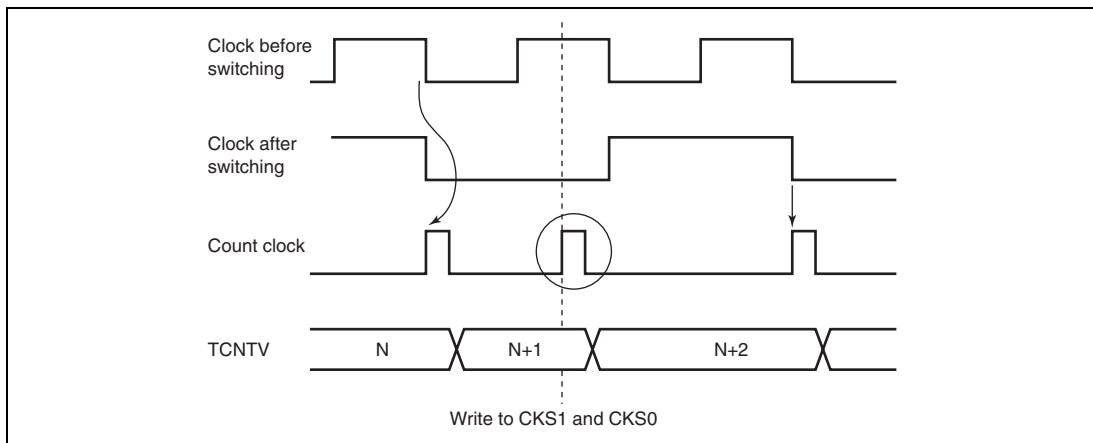 Clock before
switching
Clock after
switching
Count clock
TCNTV
N
N+1
N+2
Write to CKS1 and CKS0